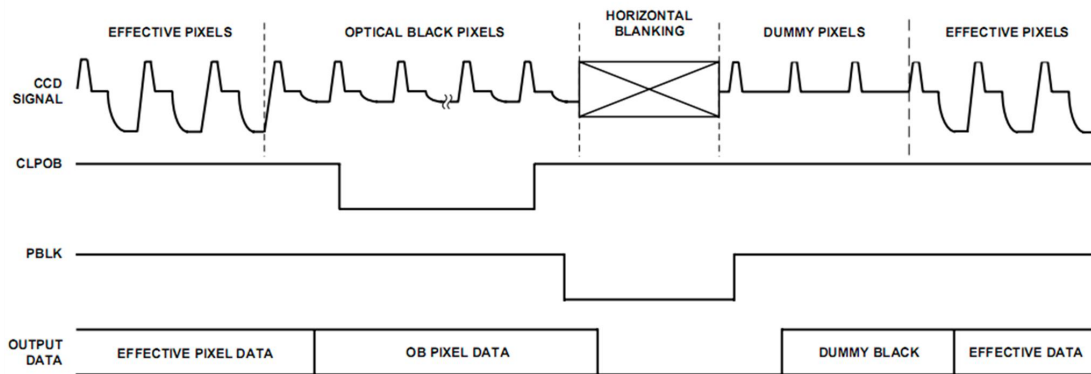 EFFECTIVE PIXELS
OPTICAL BLACK PIXELS
HORIZONTAL
BLANKING
DUMMY PIXELS
EFFECTIVE PIXELS
CCD
SIGNAL
CLPOB
PBLK
OUTPUT
DATA
EFFECTIVE PIXEL DATA
OB PIXEL DATA
DUMMY BLACK
EFFECTIVE DATA